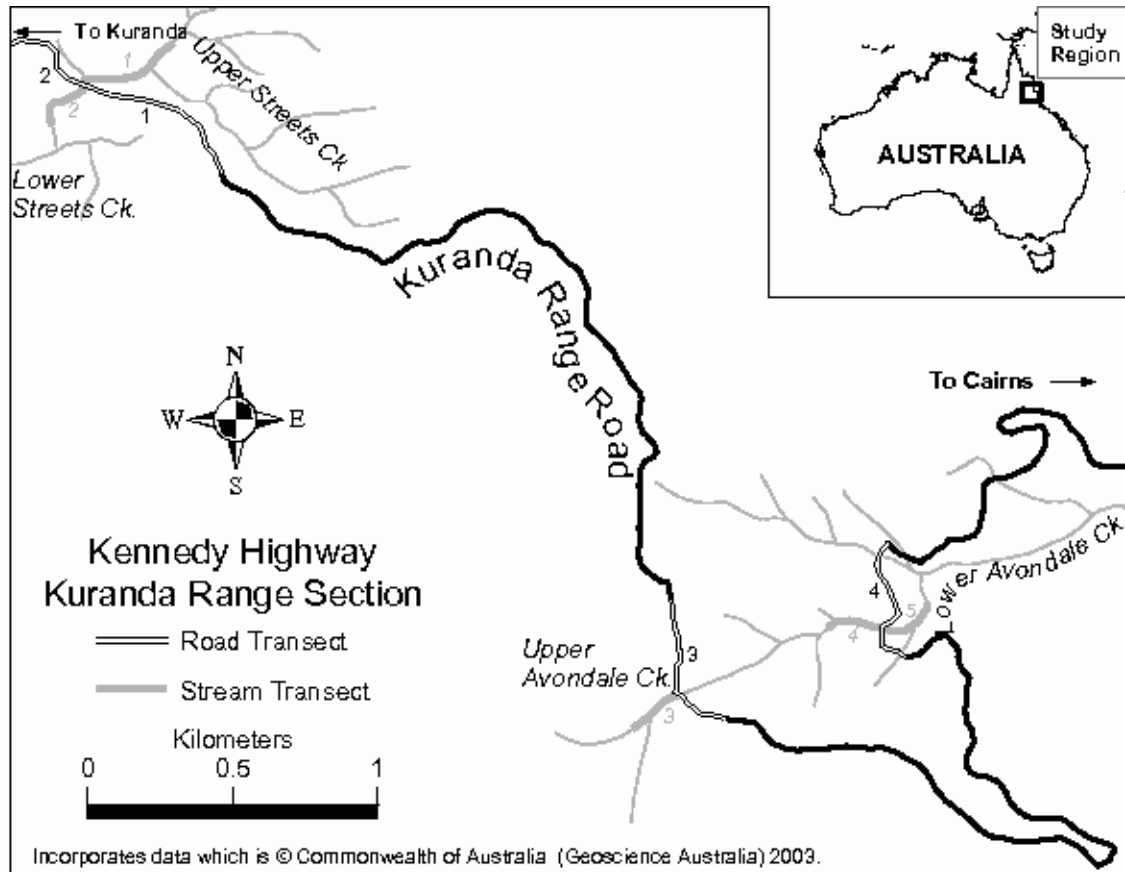 To Kuranda
Study
Region
AUSTRALIA
Upper Streets Ck
1
2
2
1
Lower
Streets Ck.
Kuranda Range Road
N
W E
S
To Cairns
Kennedy Highway
Kuranda Range Section
Road Transect
Stream Transect
Kilometers
0 0.5 1
Lower Avondale Ck.
4
5
4
Upper
Avondale Ck.
3
3
Incorporates data which is © Commonwealth of Australia (Geoscience Australia) 2003.